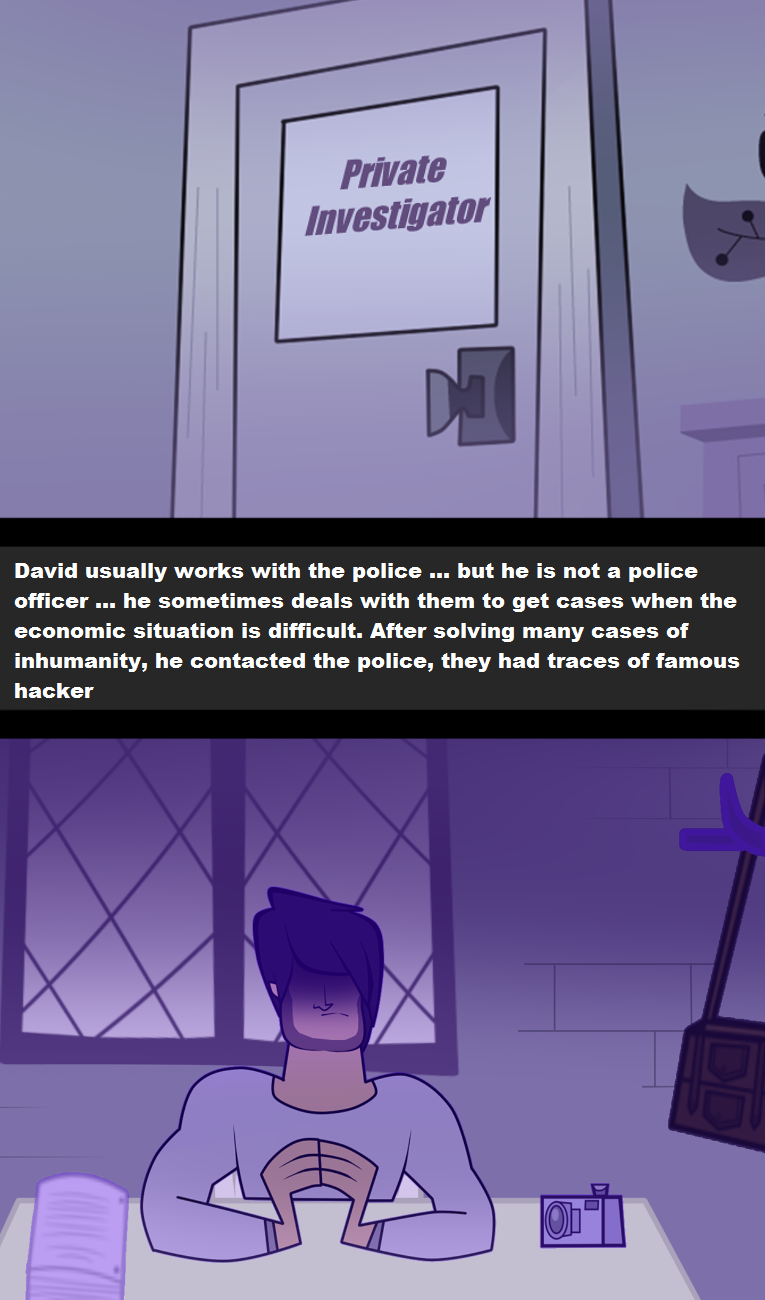 Private
Investigator
David usually works with the police ... but he is not a police
officer ... he sometimes deals with them to get cases when the
economic situation is difficult. After solving many cases of
inhumanity, he contacted the police, they had traces of famous
hacker